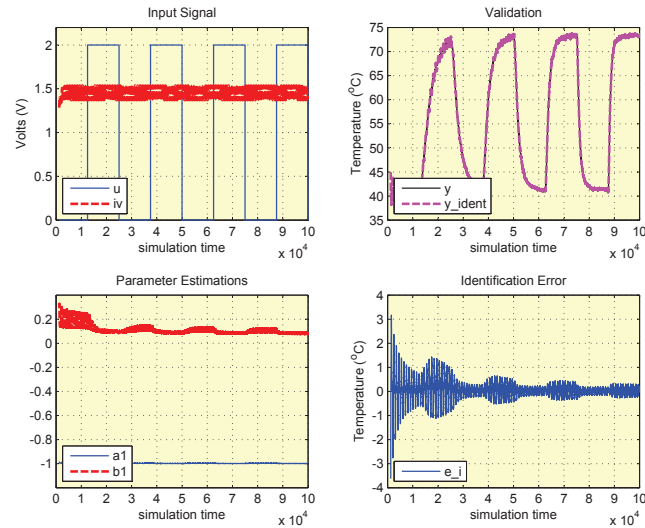 Input Signal
2
1.5
1
0.5
0
Volts (V)
u
iv
0 1 2 3 4 5 6 7 8 9 10
simulation time
x 10^4
Validation
75
70
65
60
55
50
45
40
35
Temperature (°C)
y
y_ident
0 1 2 3 4 5 6 7 8 9 10
simulation time
x 10^4
Parameter Estimations
0.2
0
-0.2
-0.4
-0.6
-0.8
-1
a1
b1
0 1 2 3 4 5 6 7 8 9 10
simulation time
x 10^4
Identification Error
4
3
2
1
0
-1
-2
-3
-4
Temperature (°C)
e_i
0 1 2 3 4 5 6 7 8 9 10
simulation time
x 10^4